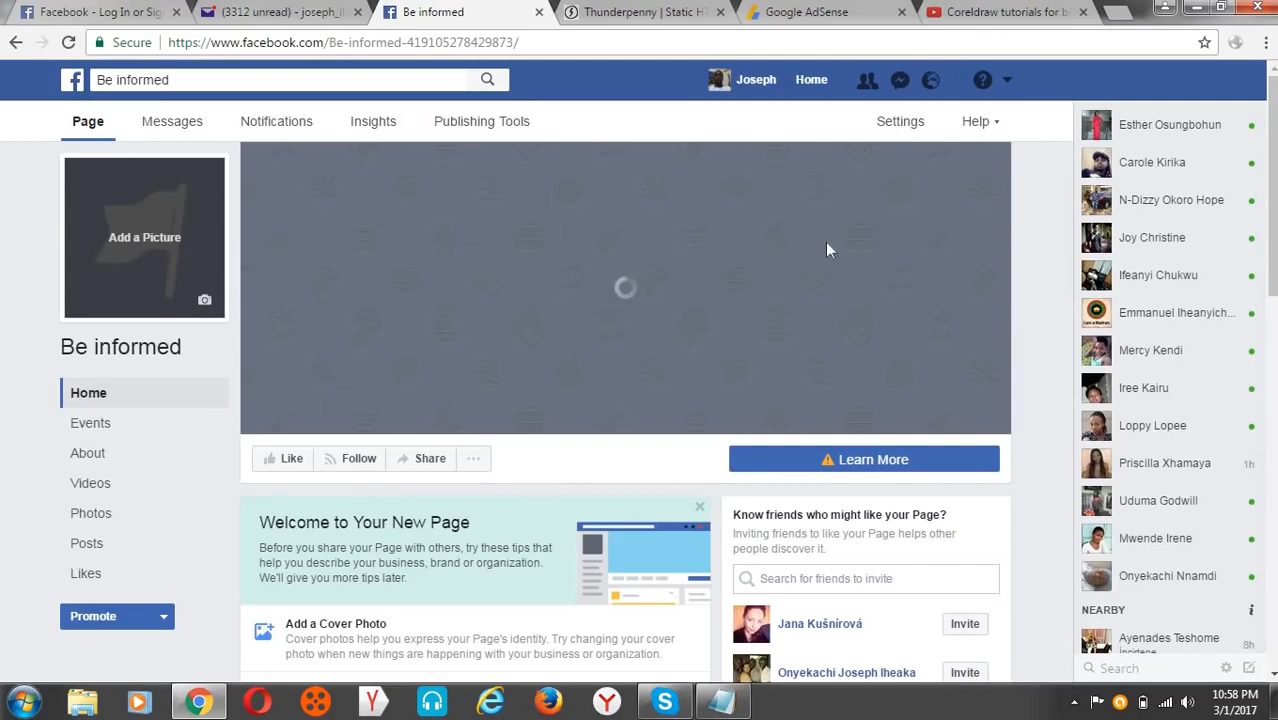 Facebook - Log In or Sig
(3312 unread) - joseph_if
Be informed
Thunderpenny | Static HT
Google AdSense
Coreldraw tutorials for b
Secure
https://www.facebook.com/Be-informed-419105278429873/
Be informed
Joseph
Home
Page
Messages
Notifications
Insights
Publishing Tools
Settings
Help
Add a Picture
Be informed
Home
Events
About
Videos
Photos
Posts
Likes
Promote
Like
Follow
Share
Learn More
Welcome to Your New Page
Before you share your Page with others, try these tips that
help you describe your business, brand or organization.
We'll give you more tips later.
Add a Cover Photo
Cover photos help you express your Page's identity. Try changing your cover
photo when new things are happening with your business or organization.
Know friends who might like your Page?
Inviting friends to like your Page helps other
people discover it.
Search for friends to invite
Jana Kušnírová
Invite
Onyekachi Joseph Iheaka
Invite
Esther Osungbohun
Carole Kirika
N-Dizzy Okoro Hope
Joy Christine
Ifeanyi Chukwu
Emmanuel Iheanyich...
Mercy Kendi
Iree Kairu
Loppy Lopee
Priscilla Xhamaya 1h
Uduma Godwill
Mwende Irene
Onyekachi Nnamdi
NEARBY
Ayenades Teshome
8h
Search
10:58 PM
3/1/2017